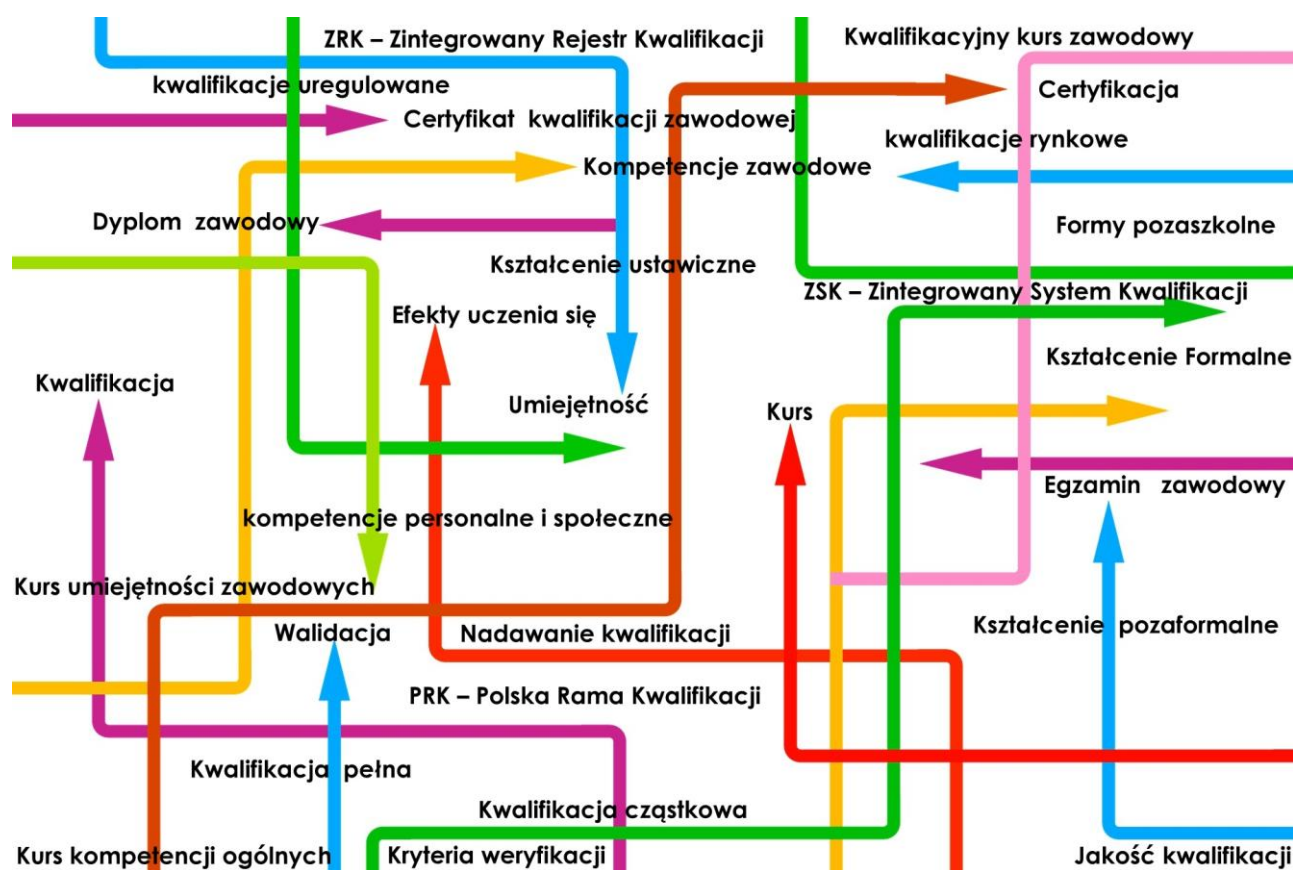 ZRK – Zintegrowany Rejestr Kwalifikacji
Kwalifikacyjny kurs zawodowy
kwalifikacje uregulowane
Certyfikacja
Certyfikat kwalifikacji zawodowej
kwalifikacje rynkowe
Kompetencje zawodowe
Dyplom zawodowy
Formy pozaszkolne
Kształcenie ustawiczne
ZSK – Zintegrowany System Kwalifikacji
Efekty uczenia się
Kształcenie Formalne
Kwalifikacja
Umiejętność
Kurs
Egzamin zawodowy
kompetencje personalne i społeczne
Kurs umiejętności zawodowych
Kształcenie pozaformalne
Walidacja
Nadawanie kwalifikacji
PRK – Polska Rama Kwalifikacji
Kwalifikacja pełna
Kwalifikacja cząstkowa
Kurs kompetencji ogólnych
Kryteria weryfikacji
Jakość kwalifikacji